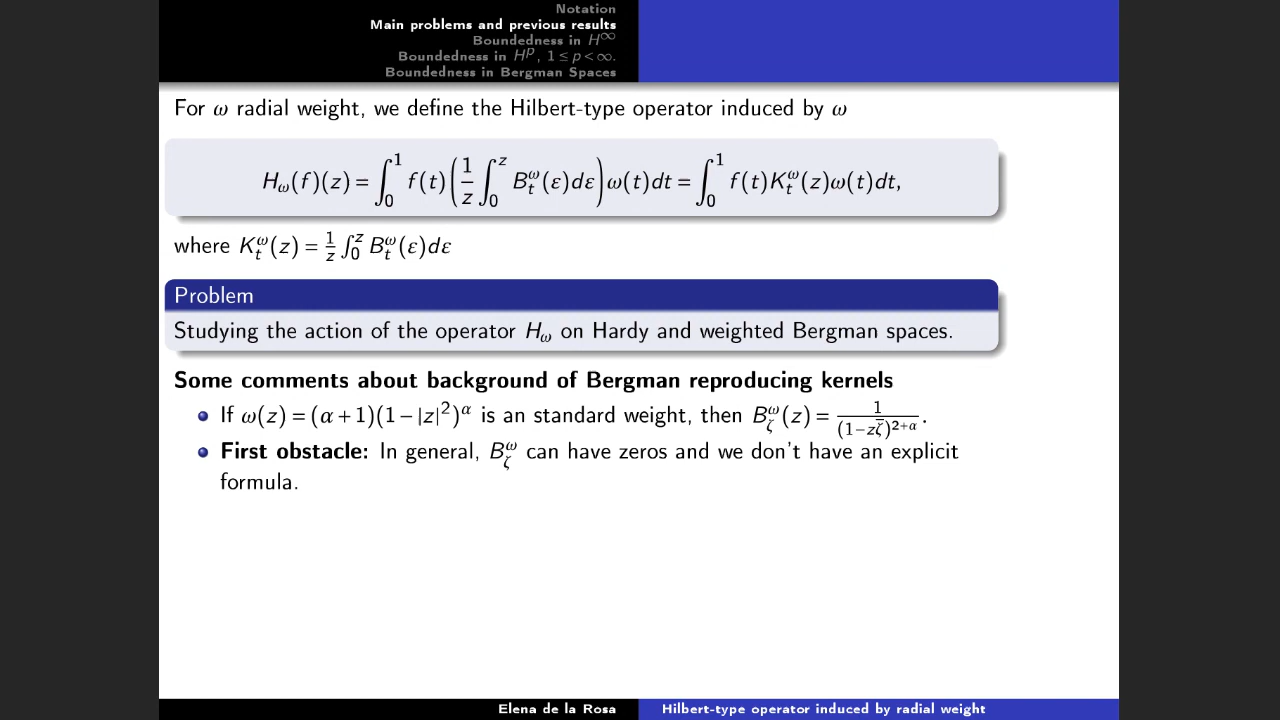 Notation
Main problems and previous results
Boundedness in H^∞
Boundedness in H^p, 1 ≤ p < ∞.
Boundedness in Bergman Spaces
For ω radial weight, we define the Hilbert-type operator induced by ω
H_ω(f)(z) = ∫_0^1 f(t) (1/z ∫_0^z B_t^ω(ε)dε) ω(t)dt = ∫_0^1 f(t)K_t^ω(z)ω(t)dt,
where K_t^ω(z) = 1/z ∫_0^z B_t^ω(ε)dε
Problem
Studying the action of the operator H_ω on Hardy and weighted Bergman spaces.
Some comments about background of Bergman reproducing kernels
If ω(z) = (α + 1)(1 − |z|^2)^α is an standard weight, then B_ζ^ω(z) = 1/(1−z\overline{ζ})^{2+α}.
First obstacle: In general, B_ζ^ω can have zeros and we don't have an explicit
formula.
Elena de la Rosa
Hilbert-type operator induced by radial weight